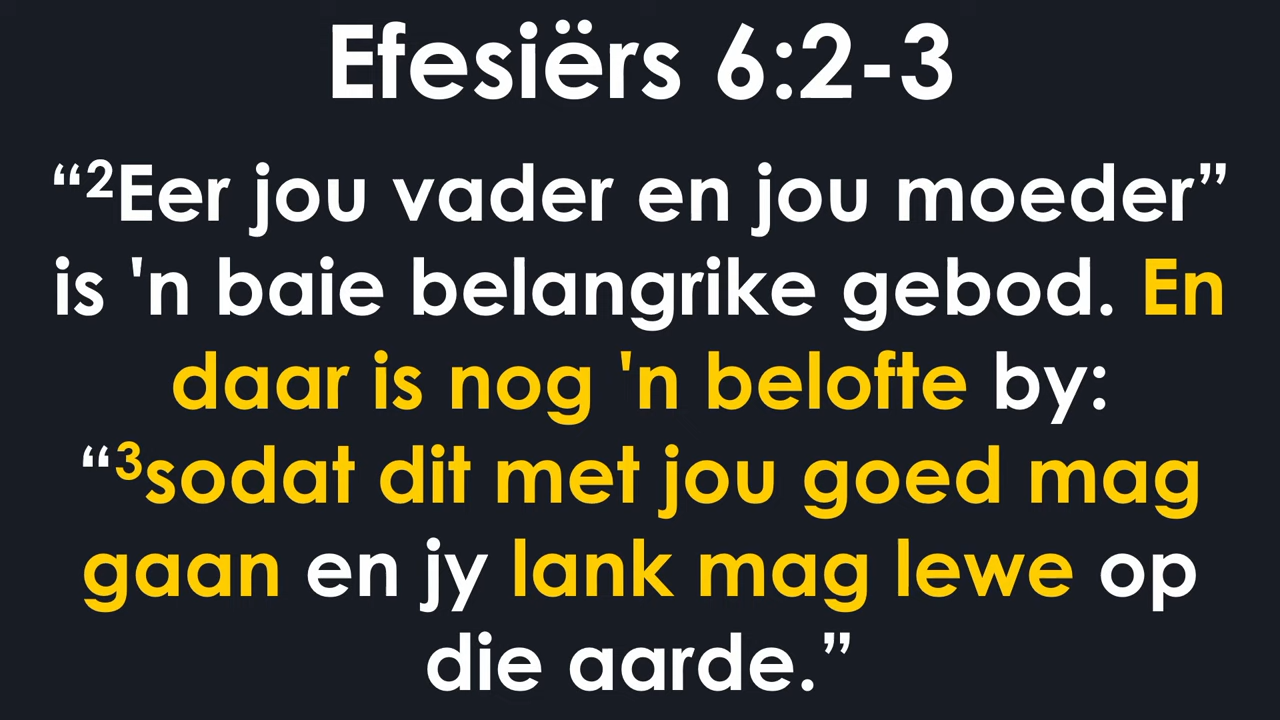 Efesiërs 6:2-3
“²Eer jou vader en jou moeder”
is 'n baie belangrike gebod. En
daar is nog 'n belofte by:
“³sodat dit met jou goed mag
gaan en jy lank mag lewe op
die aarde.”